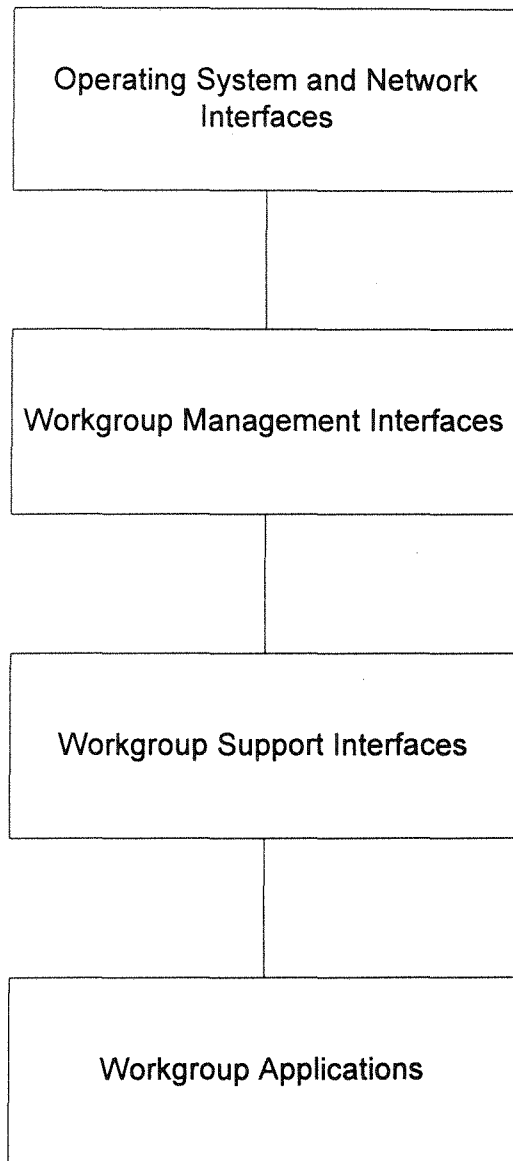 Operating System and Network
Interfaces
Workgroup Management Interfaces
Workgroup Support Interfaces
Workgroup Applications